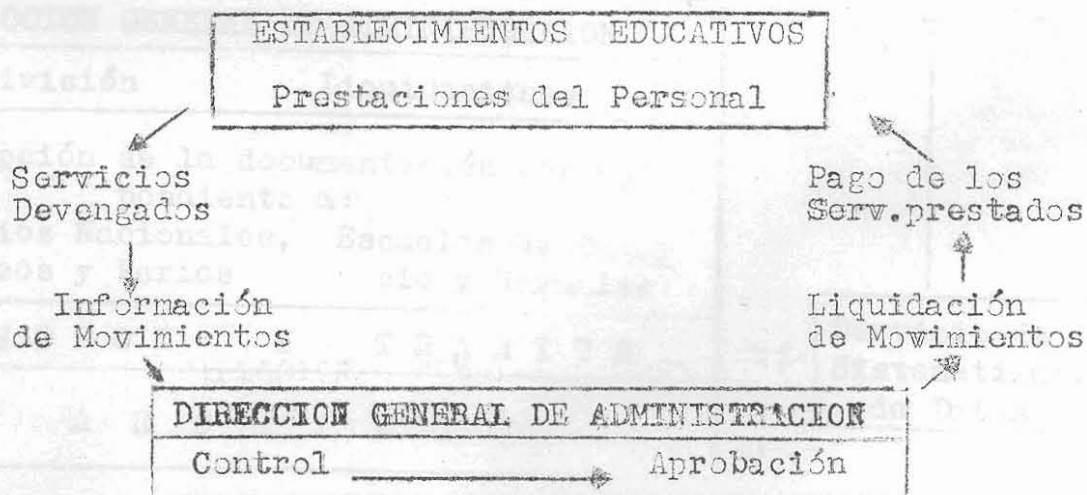 ESTABLECIMIENTOS EDUCATIVOS
Prestaciones del Personal
Servicios
Devengados
Pago de los
Serv.prestados
Información
de Movimientos
Liquidación
de Movimientos
DIRECCION GENERAL DE ADMINISTRACION
Control
Aprobación